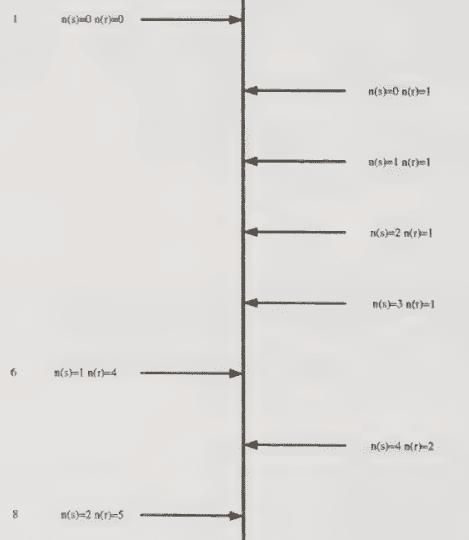 1 n(s)=0 n(r)=0
n(s)=0 n(r)=1
n(s)=1 n(r)=1
n(s)=2 n(r)=1
n(s)=3 n(r)=1
6 n(s)=1 n(r)=4
n(s)=4 n(r)=2
8 n(s)=2 n(r)=5